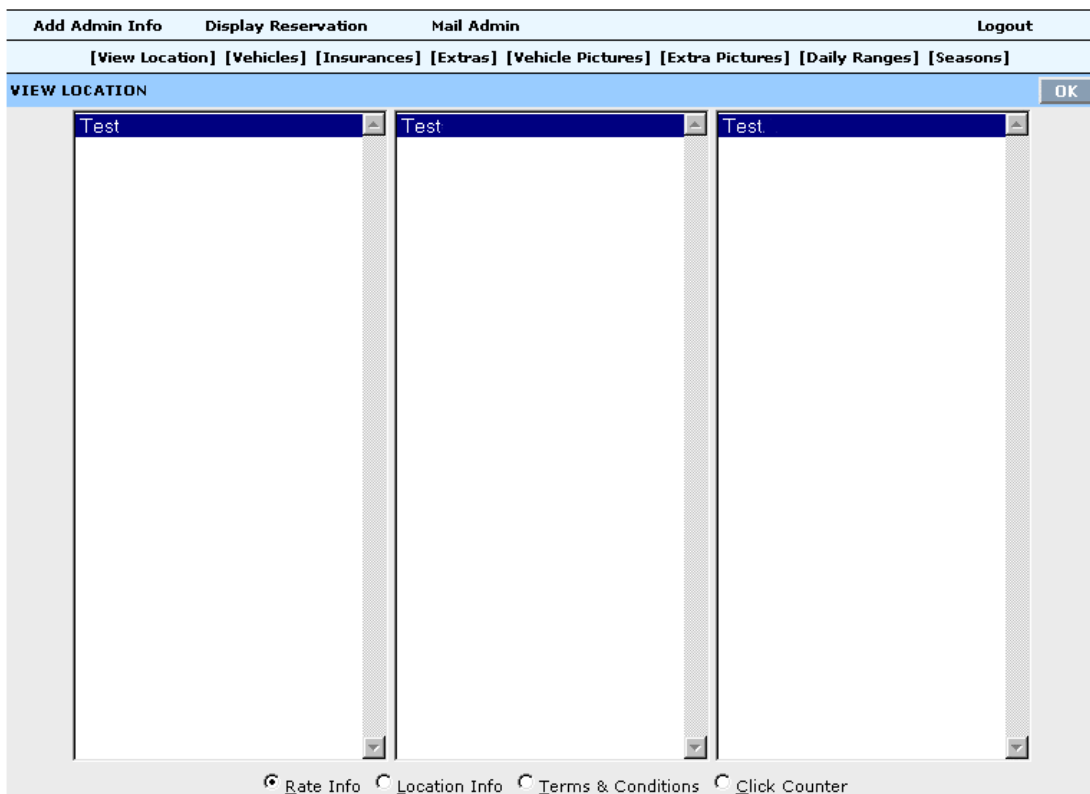 Add Admin Info Display Reservation Mail Admin Logout
[View Location] [Vehicles] [Insurances] [Extras] [Vehicle Pictures] [Extra Pictures] [Daily Ranges] [Seasons]
VIEW LOCATION OK
Test Test Test
Rate Info Location Info Terms & Conditions Click Counter